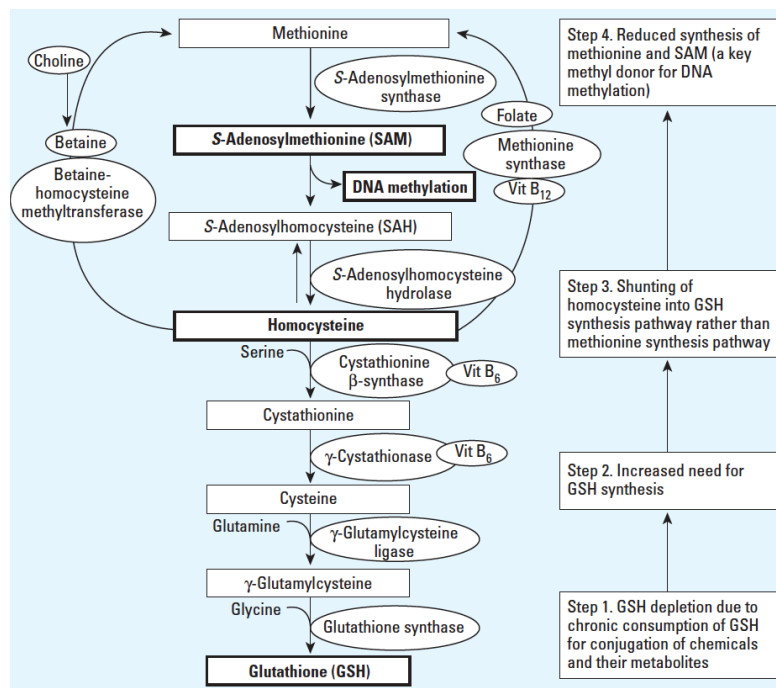 Methionine
Choline
S-Adenosylmethionine
synthase
Folate
Betaine
S-Adenosylmethionine (SAM)
Methionine
synthase
Betaine-
homocysteine
methyltransferase
DNA methylation
Vit B12
S-Adenosylhomocysteine (SAH)
S-Adenosylhomocysteine
hydrolase
Homocysteine
Serine
Cystathionine
β-synthase
Vit B6
Cystathionine
γ-Cystathionase
Vit B6
Cysteine
Glutamine
γ-Glutamylcysteine
ligase
γ-Glutamylcysteine
Glycine
Glutathione synthase
Glutathione (GSH)
Step 4. Reduced synthesis of
methionine and SAM (a key
methyl donor for DNA
methylation)
Step 3. Shunting of
homocysteine into GSH
synthesis pathway rather than
methionine synthesis pathway
Step 2. Increased need for
GSH synthesis
Step 1. GSH depletion due to
chronic consumption of GSH
for conjugation of chemicals
and their metabolites